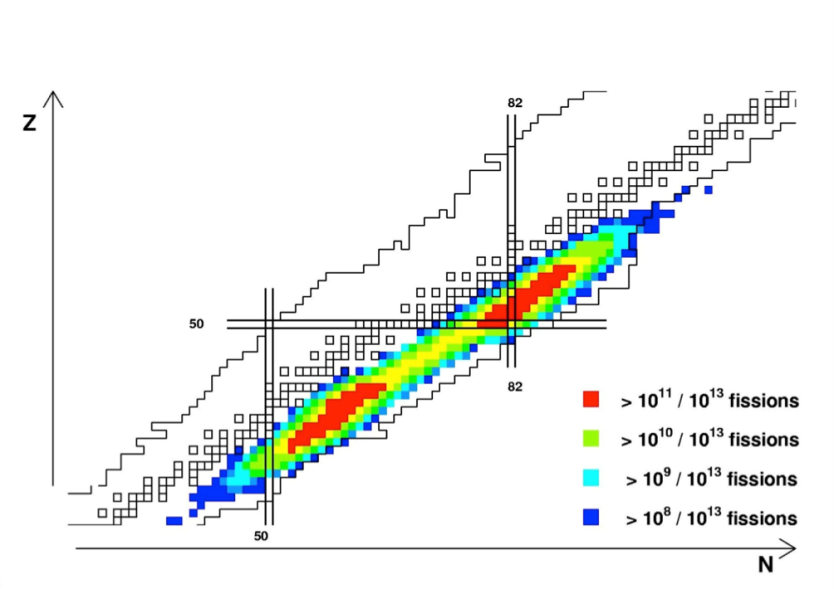 82
Z
50
82
> 10¹¹ / 10¹³ fissions
> 10¹⁰ / 10¹³ fissions
> 10⁹ / 10¹³ fissions
> 10⁸ / 10¹³ fissions
50
N